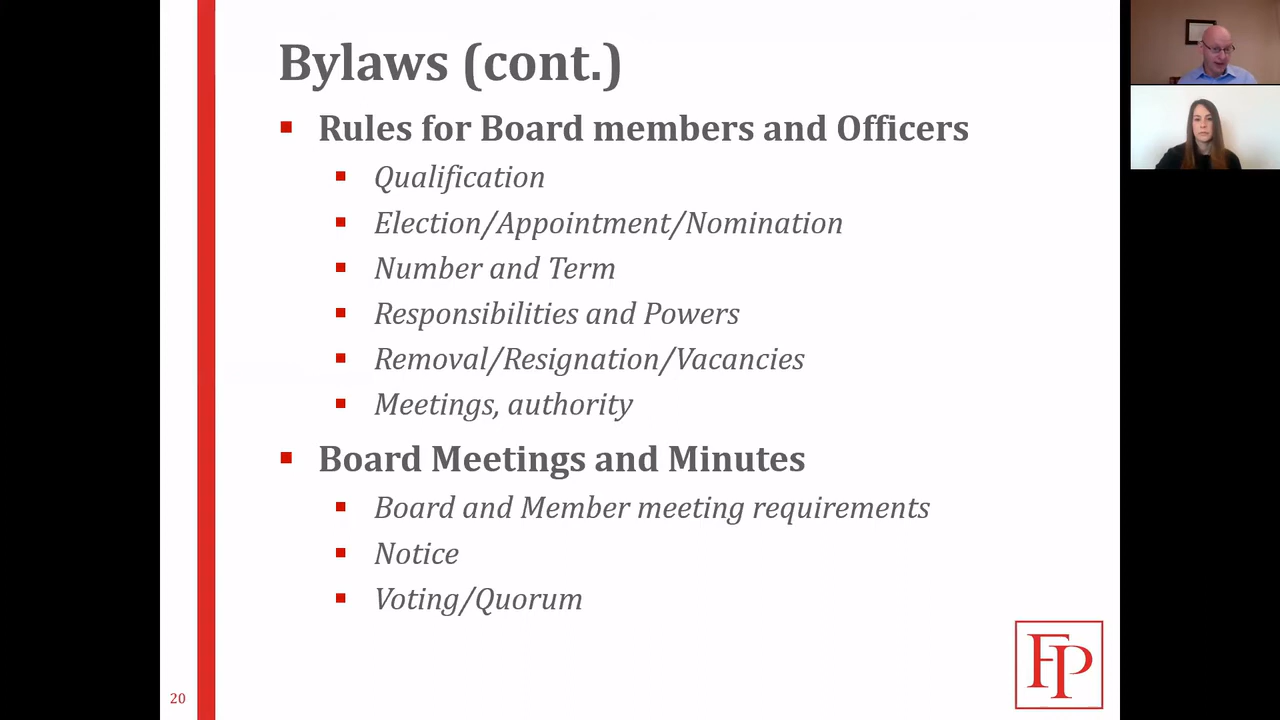 Bylaws (cont.)
Rules for Board members and Officers
Qualification
Election/Appointment/Nomination
Number and Term
Responsibilities and Powers
Removal/Resignation/Vacancies
Meetings, authority
Board Meetings and Minutes
Board and Member meeting requirements
Notice
Voting/Quorum
20
FP